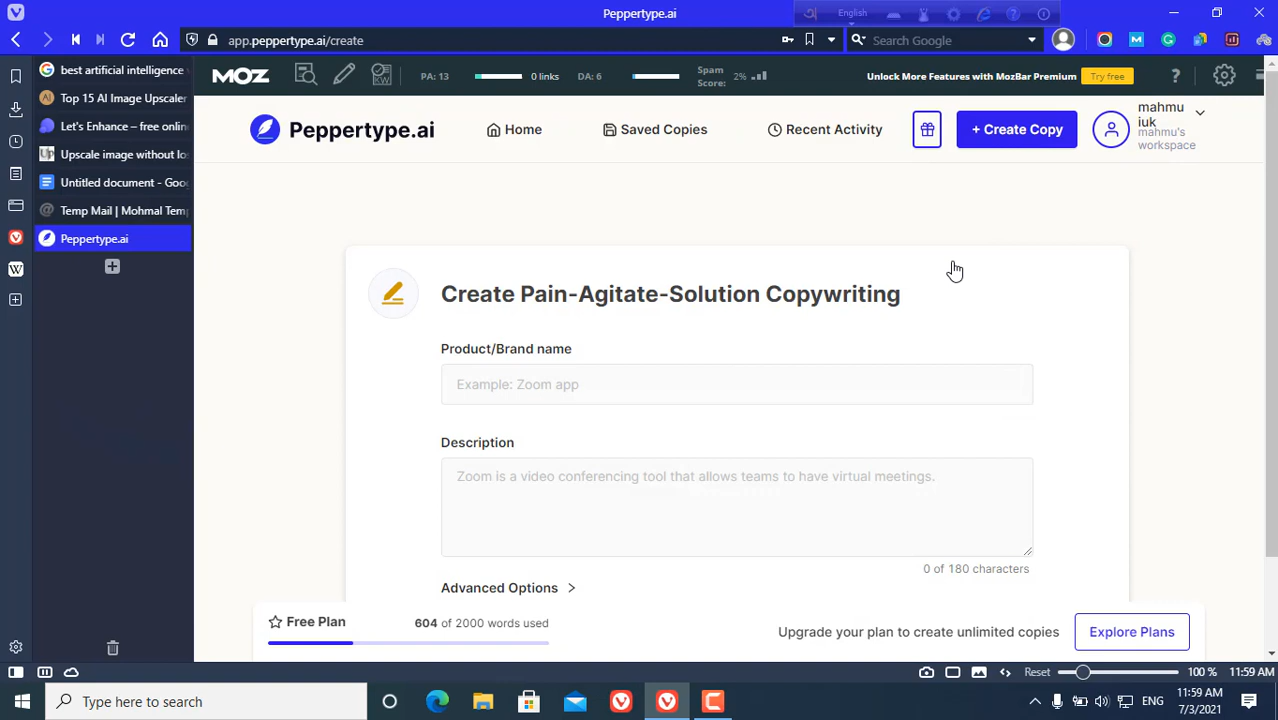 Peppertype.ai
English
app.peppertype.ai/create
Search Google
best artificial intelligence
Top 15 AI Image Upscaler
Let's Enhance – free onlin
Upscale image without los
Untitled document - Goo
Temp Mail | Mohmal Temp
Peppertype.ai
MOZ
PA: 13
0 links
DA: 6
Spam
Score:
2%
Unlock More Features with MozBar Premium
Try free
?
Peppertype.ai
Home
Saved Copies
Recent Activity
+ Create Copy
mahmu
iuk
mahmu's
workspace
Create Pain-Agitate-Solution Copywriting
Product/Brand name
Example: Zoom app
Description
Zoom is a video conferencing tool that allows teams to have virtual meetings.
0 of 180 characters
Advanced Options
Free Plan
604 of 2000 words used
Upgrade your plan to create unlimited copies
Explore Plans
Reset
100 %
11:59 AM
Type here to search
ENG
11:59 AM
7/3/2021